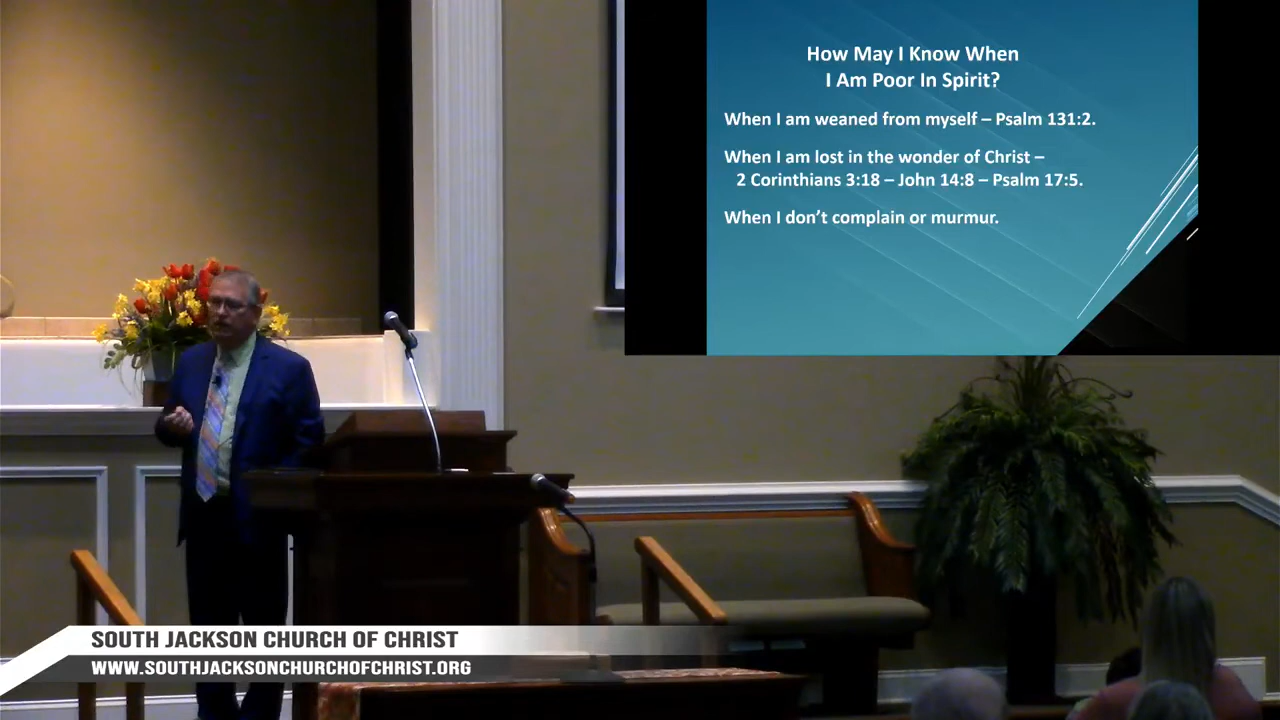 How May I Know When
I Am Poor In Spirit?
When I am weaned from myself – Psalm 131:2.
When I am lost in the wonder of Christ –
2 Corinthians 3:18 – John 14:8 – Psalm 17:5.
When I don't complain or murmur.
SOUTH JACKSON CHURCH OF CHRIST
WWW.SOUTHJACKSONCHURCHOFCHRIST.ORG